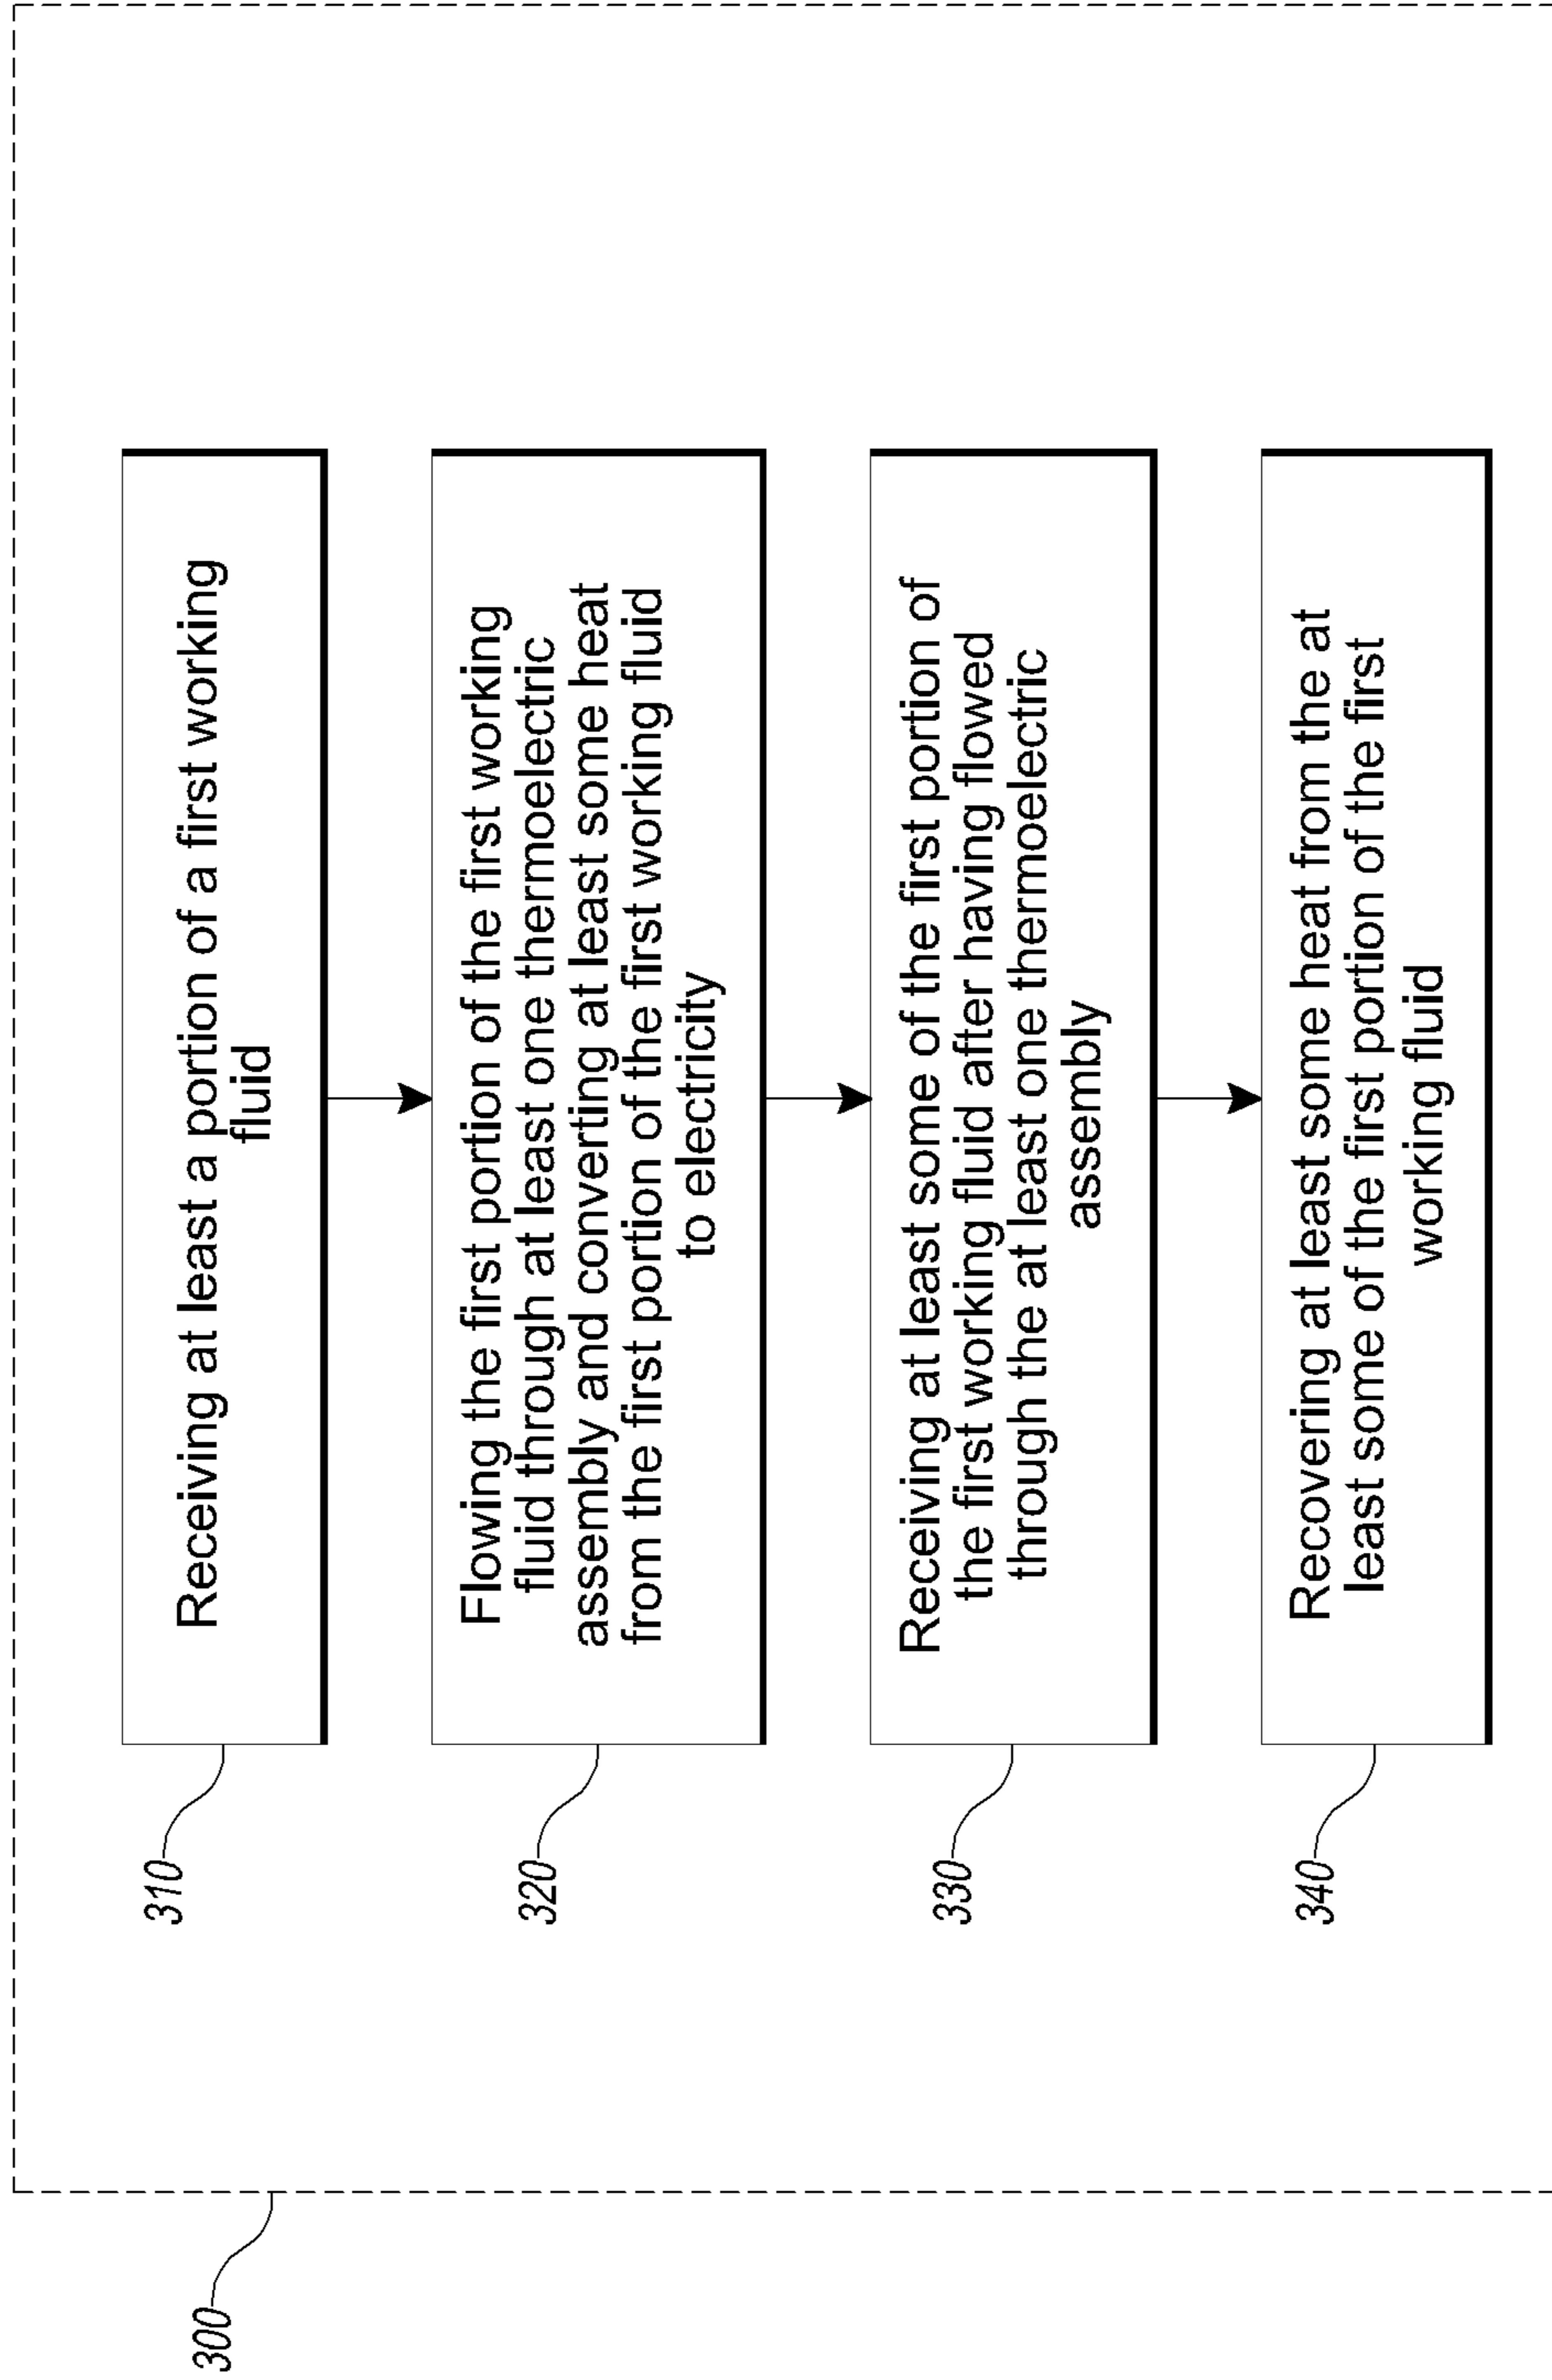 300
310
Receiving at least a portion of a first working
fluid
320
Flowing the first portion of the first working
fluid through at least one thermoelectric
assembly and converting at least some heat
from the first portion of the first working fluid
to electricity
330
Receiving at least some of the first portion of
the first working fluid after having flowed
through the at least one thermoelectric
assembly
340
Recovering at least some heat from the at
least some of the first portion of the first
working fluid